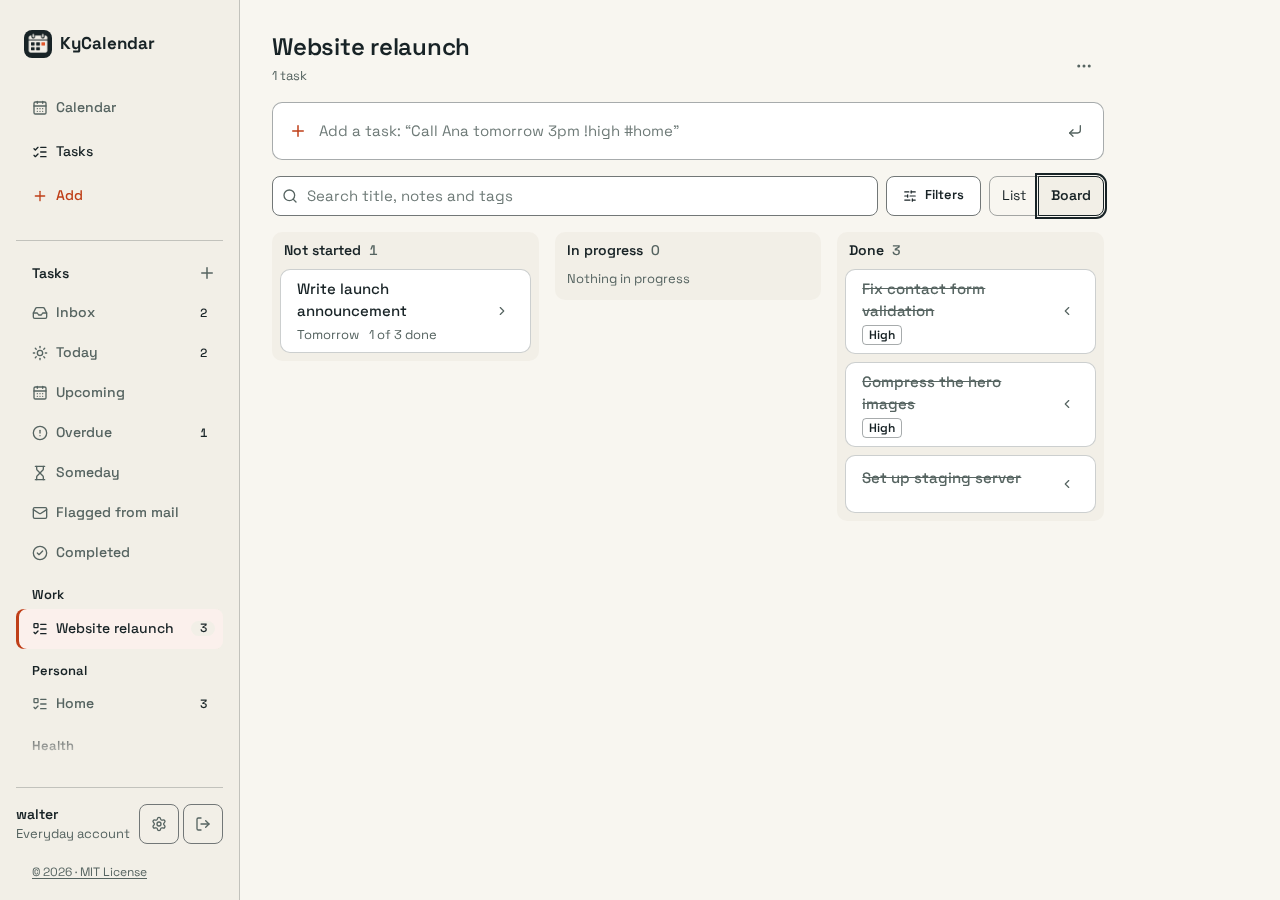 KyCalendar
Calendar
Tasks
Add
Tasks
Inbox 2
Today 2
Upcoming
Overdue 1
Someday
Flagged from mail
Completed
Work
Website relaunch 3
Personal
Home 3
Health
walter
Everyday account
© 2026 · MIT License
Website relaunch
1 task
Add a task: “Call Ana tomorrow 3pm !high #home”
Search title, notes and tags
Filters
List
Board
Not started 1
Write launch
announcement
Tomorrow 1 of 3 done
In progress 0
Nothing in progress
Done 3
Fix contact form
validation
High
Compress the hero
images
High
Set up staging server